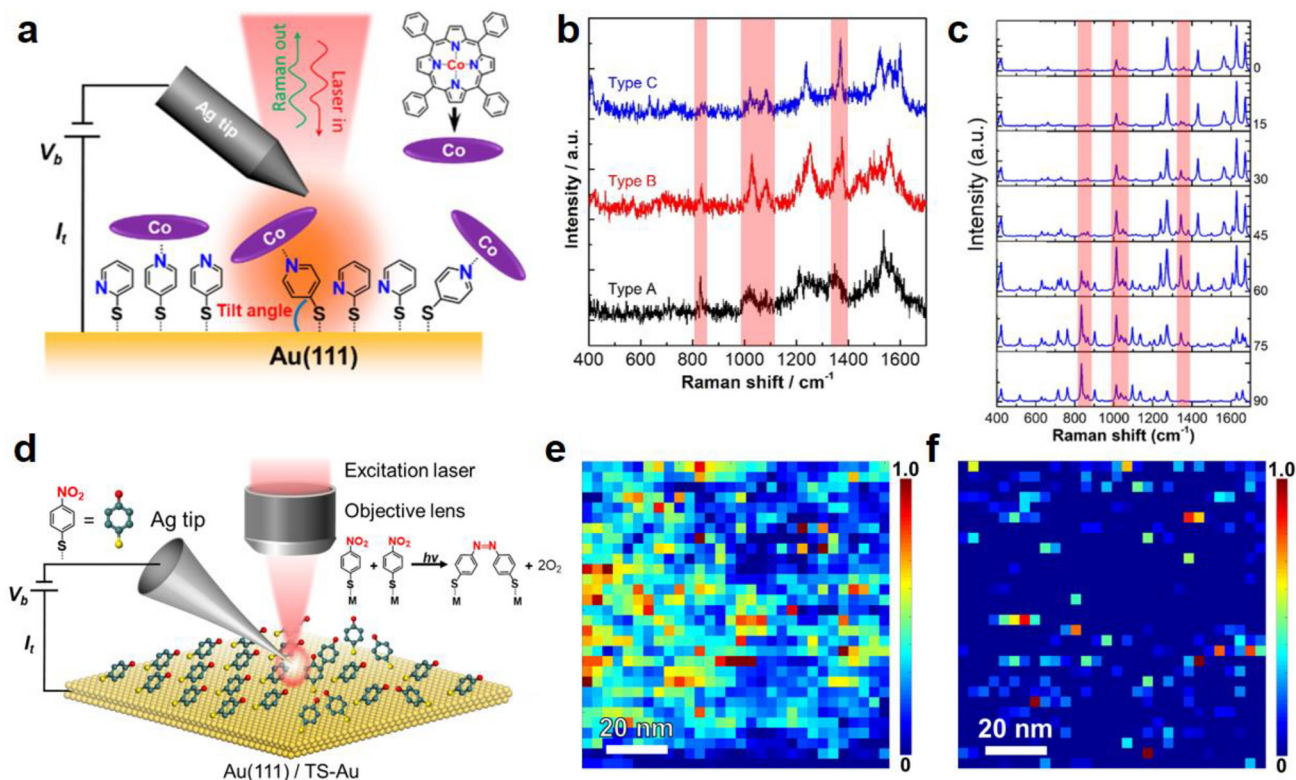 a
Raman out
Laser in
Ag tip
V_b
I_t
N
N
Co
N
N
Co
Co
Co
Co
N
N
N
N
N
N
N
Tilt angle
S
S
S
S
S
S
S
Au(111)
b
Intensity / a.u.
Type C
Type B
Type A
400 600 800 1000 1200 1400 1600
Raman shift / cm⁻¹
c
Intensity (a.u.)
0
15
30
45
60
75
90
400 600 800 1000 1200 1400 1600
Raman shift (cm⁻¹)
d
NO₂
=
S
Ag tip
V_b
I_t
Excitation laser
Objective lens
NO₂ NO₂ N=N
+ hν + 2O₂
S S S S
M M M M
Au(111) / TS-Au
e
1.0
20 nm
0
f
1.0
20 nm
0